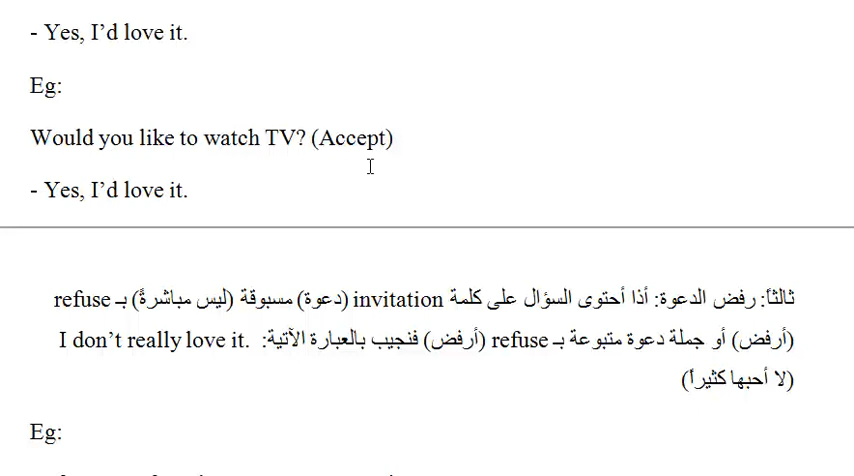 - Yes, I’d love it.
Eg:
Would you like to watch TV? (Accept)
- Yes, I’d love it.
ثالثاً: رفض الدعوة: أذا أحتوى السؤال على كلمة invitation (دعوة) مسبوقة (ليس مباشرةً) بـ refuse
(أرفض) أو جملة دعوة متبوعة بـ refuse (أرفض) فنجيب بالعبارة الآتية: I don’t really love it.
(لا أحبها كثيراً)
Eg: